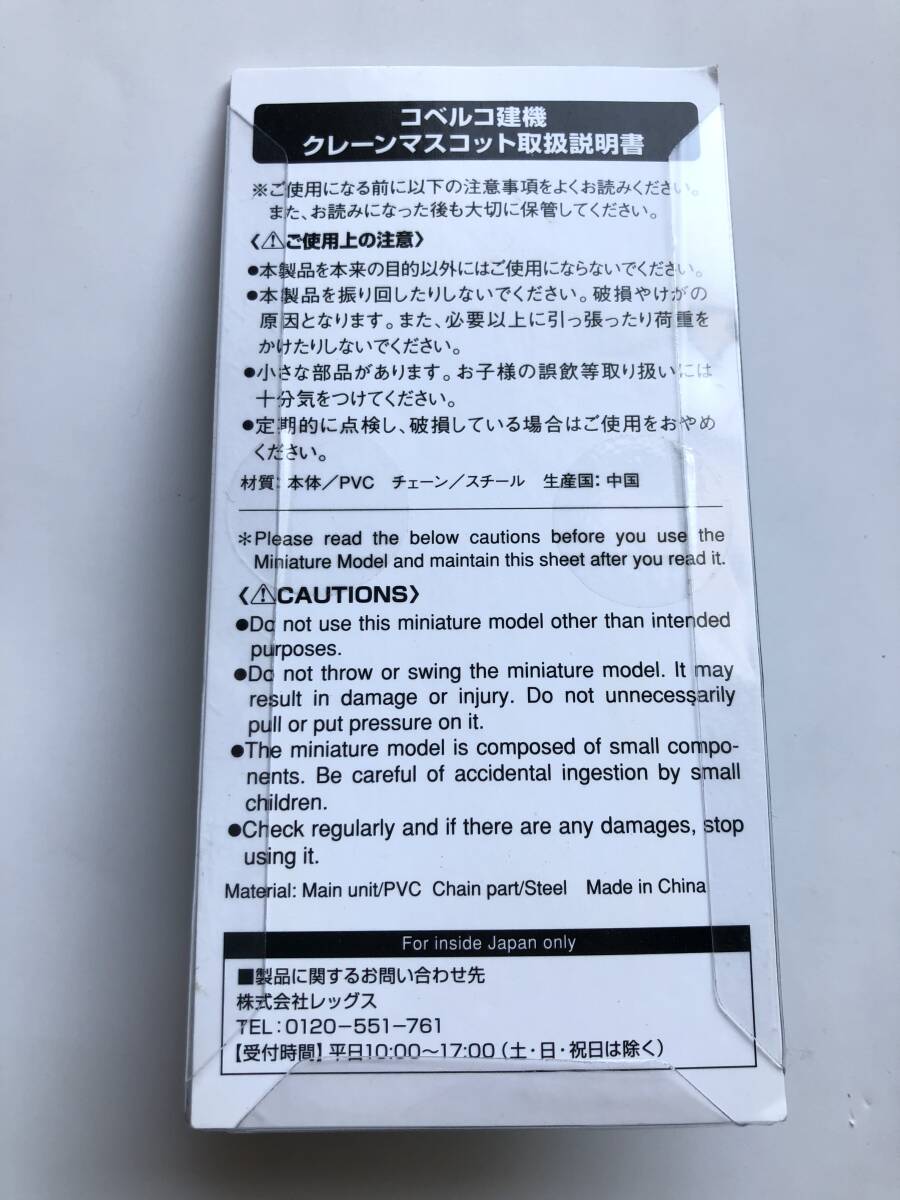 コベルコ建機
クレーンマスコット取扱説明書
※ご使用になる前に以下の注意事項をよくお読みください。
また、お読みになった後も大切に保管してください。
〈⚠ご使用上の注意〉
●本製品を本来の目的以外にはご使用にならないでください。
●本製品を振り回したりしないでください。破損やけがの
原因となります。また、必要以上に引っ張ったり荷重を
かけたりしないでください。
●小さな部品があります。お子様の誤飲等取り扱いには
十分気をつけてください。
●定期的に点検し、破損している場合はご使用をおやめ
ください。
材質：本体／PVC チェーン／スチール 生産国：中国
＊Please read the below cautions before you use the
Miniature Model and maintain this sheet after you read it.
〈⚠CAUTIONS〉
●Do not use this miniature model other than intended
purposes.
●Do not throw or swing the miniature model. It may
result in damage or injury. Do not unnecessarily
pull or put pressure on it.
●The miniature model is composed of small compo-
nents. Be careful of accidental ingestion by small
children.
●Check regularly and if there are any damages, stop
using it.
Material: Main unit/PVC Chain part/Steel Made in China
For inside Japan only
■製品に関するお問い合わせ先
株式会社レッグス
TEL：0120−551−761
【受付時間】平日10:00〜17:00（土・日・祝日は除く）